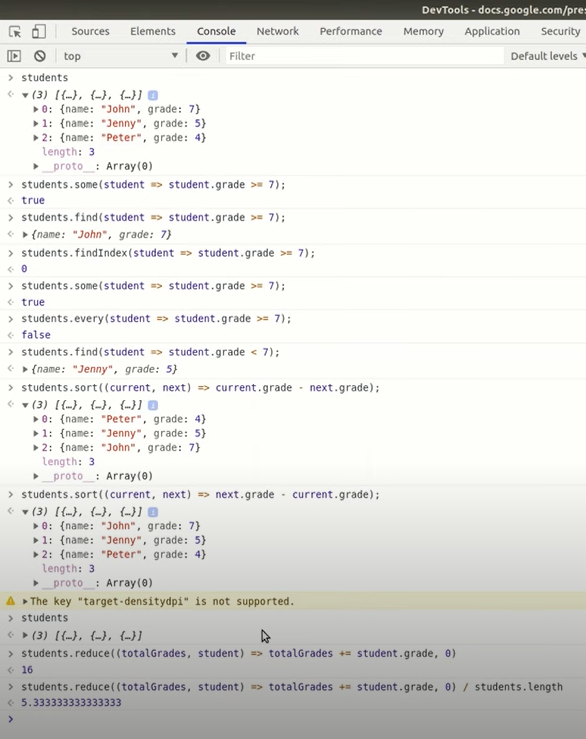 DevTools - docs.google.com/pres
Sources Elements Console Network Performance Memory Application Security
top Filter Default levels
> students
(3) [{…}, {…}, {…}]
0: {name: "John", grade: 7}
1: {name: "Jenny", grade: 5}
2: {name: "Peter", grade: 4}
length: 3
__proto__: Array(0)
> students.some(student => student.grade >= 7);
true
> students.find(student => student.grade >= 7);
{name: "John", grade: 7}
> students.findIndex(student => student.grade >= 7);
0
> students.some(student => student.grade >= 7);
true
> students.every(student => student.grade >= 7);
false
> students.find(student => student.grade < 7);
{name: "Jenny", grade: 5}
> students.sort((current, next) => current.grade - next.grade);
(3) [{…}, {…}, {…}]
0: {name: "Peter", grade: 4}
1: {name: "Jenny", grade: 5}
2: {name: "John", grade: 7}
length: 3
__proto__: Array(0)
> students.sort((current, next) => next.grade - current.grade);
(3) [{…}, {…}, {…}]
0: {name: "John", grade: 7}
1: {name: "Jenny", grade: 5}
2: {name: "Peter", grade: 4}
length: 3
__proto__: Array(0)
The key "target-densitydpi" is not supported.
> students
(3) [{…}, {…}, {…}]
> students.reduce((totalGrades, student) => totalGrades += student.grade, 0)
16
> students.reduce((totalGrades, student) => totalGrades += student.grade, 0) / students.length
5.333333333333333
>